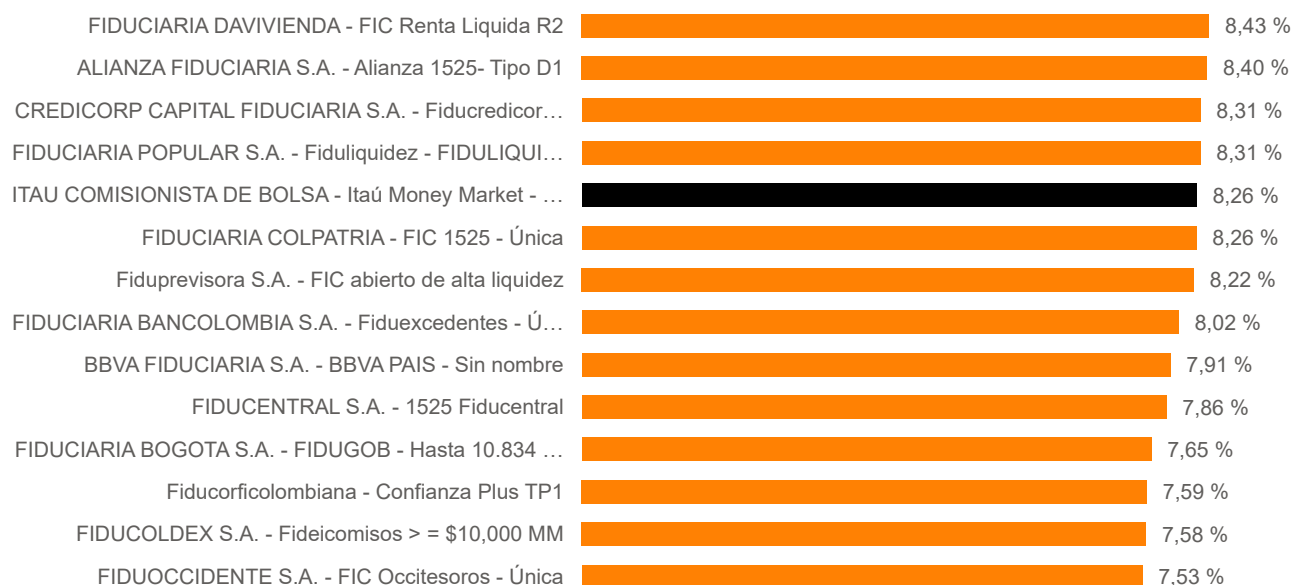 FIDUCIARIA DAVIVIENDA - FIC Renta Liquida R2 8,43 %
ALIANZA FIDUCIARIA S.A. - Alianza 1525- Tipo D1 8,40 %
CREDICORP CAPITAL FIDUCIARIA S.A. - Fiducredicor… 8,31 %
FIDUCIARIA POPULAR S.A. - Fiduliquidez - FIDULIQUI… 8,31 %
ITAU COMISIONISTA DE BOLSA - Itaú Money Market - … 8,26 %
FIDUCIARIA COLPATRIA - FIC 1525 - Única 8,26 %
Fiduprevisora S.A. - FIC abierto de alta liquidez 8,22 %
FIDUCIARIA BANCOLOMBIA S.A. - Fiduexcedentes - Ú… 8,02 %
BBVA FIDUCIARIA S.A. - BBVA PAIS - Sin nombre 7,91 %
FIDUCENTRAL S.A. - 1525 Fiducentral 7,86 %
FIDUCIARIA BOGOTA S.A. - FIDUGOB - Hasta 10.834 … 7,65 %
Fiducorficolombiana - Confianza Plus TP1 7,59 %
FIDUCOLDEX S.A. - Fideicomisos > = $10,000 MM 7,58 %
FIDUOCCIDENTE S.A. - FIC Occitesoros - Única 7,53 %